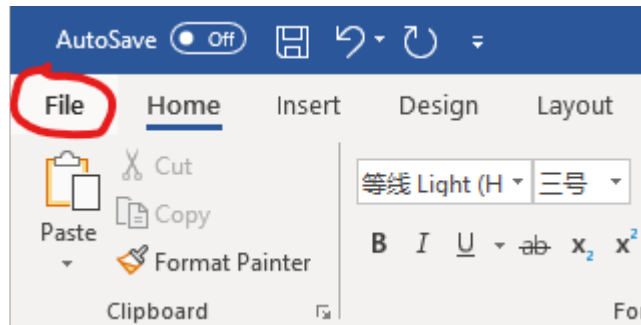 AutoSave Off
File Home Insert Design Layout
Cut
等线 Light (H 三号
Copy
Paste
B I U ab x₂ x²
Format Painter
Clipboard Fo